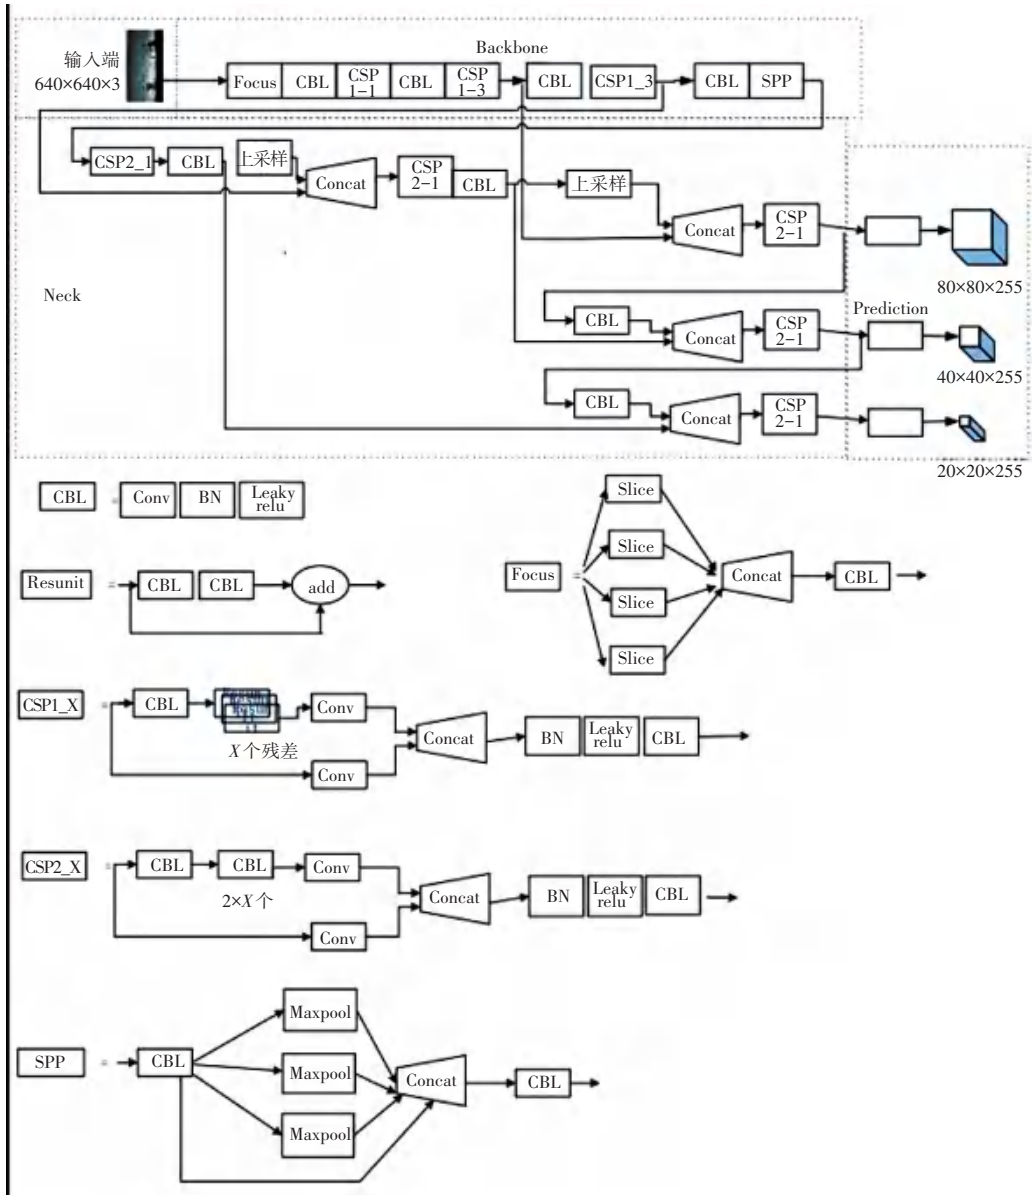 Backbone
输入端
640×640×3
Focus
CBL
CSP
1-1
CBL
CSP
1-3
CBL
CSP1_3
CBL
SPP
CSP2_1
CBL
上采样
Concat
CSP
2-1
CBL
上采样
Concat
CSP
2-1
80×80×255
Neck
Prediction
CBL
Concat
CSP
2-1
40×40×255
CBL
Concat
CSP
2-1
20×20×255
CBL
=
Conv
BN
Leaky
relu
Resunit
=
CBL
CBL
add
Focus
=
Slice
Slice
Slice
Slice
Concat
CBL
CSP1_X
=
CBL
Conv
X个残差
Conv
Concat
BN
Leaky
relu
CBL
CSP2_X
=
CBL
CBL
Conv
2×X个
Conv
Concat
BN
Leaky
relu
CBL
SPP
=
CBL
Maxpool
Maxpool
Maxpool
Concat
CBL